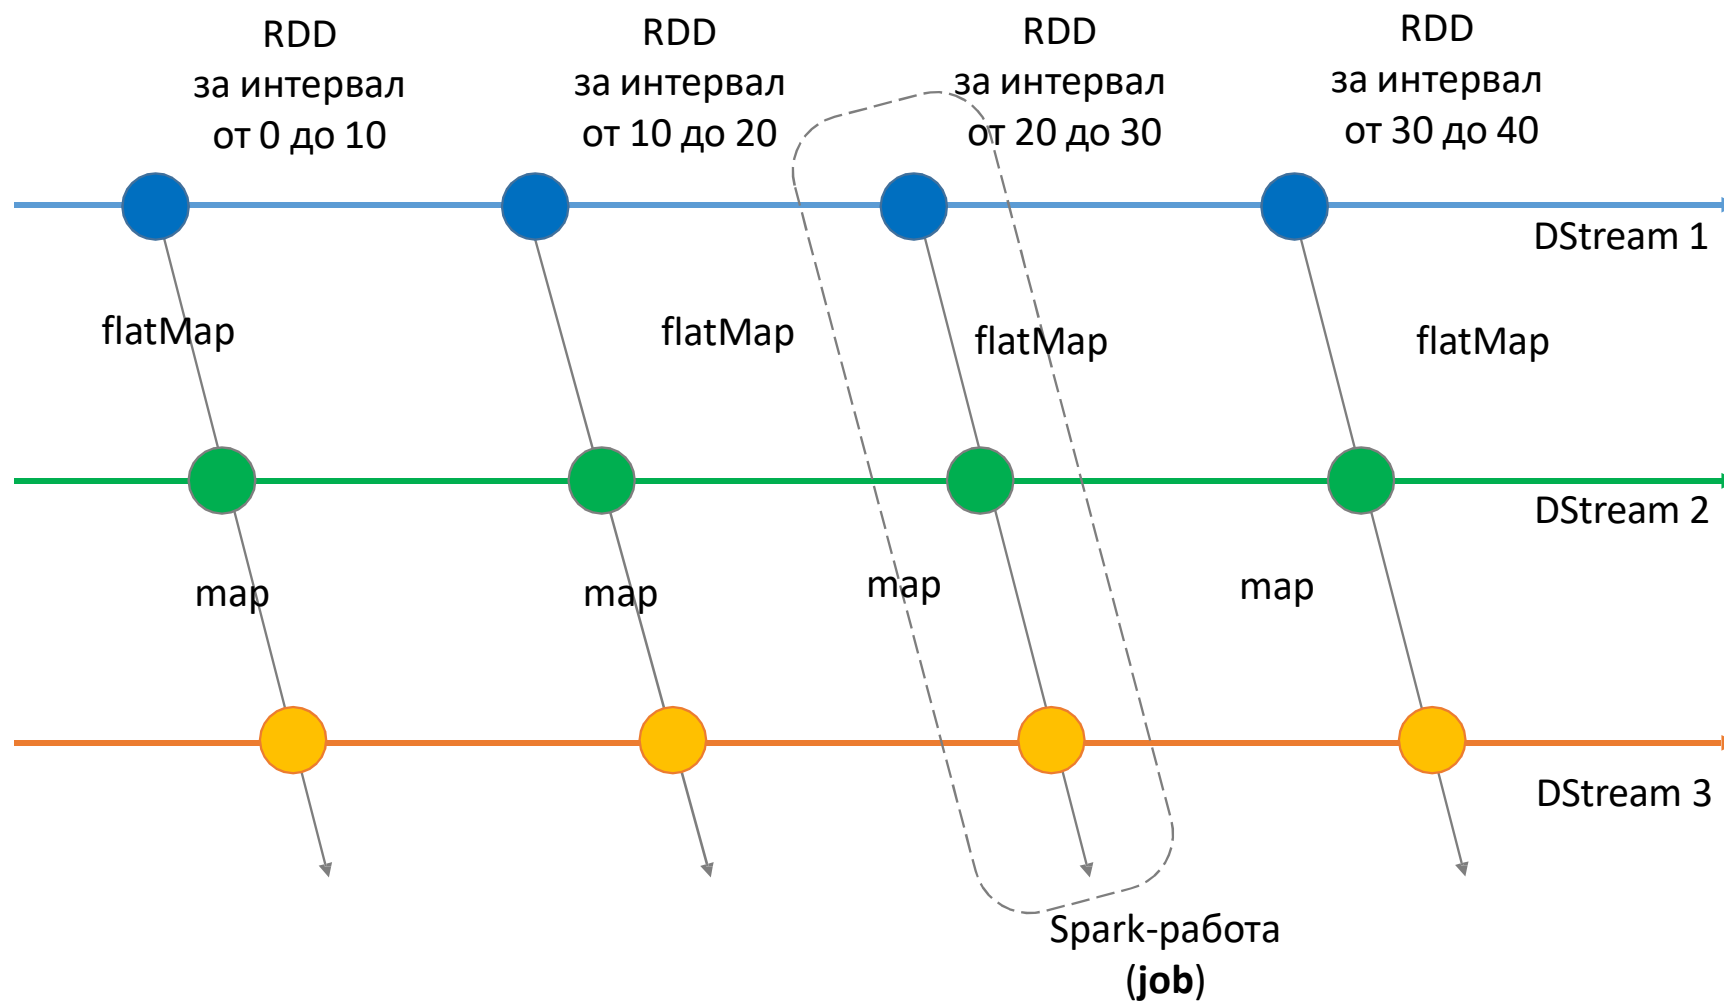 RDD
за интервал
от 0 до 10
RDD
за интервал
от 10 до 20
RDD
за интервал
от 20 до 30
RDD
за интервал
от 30 до 40
DStream 1
flatMap
flatMap
flatMap
flatMap
DStream 2
map
map
map
map
DStream 3
Spark-работа
(job)